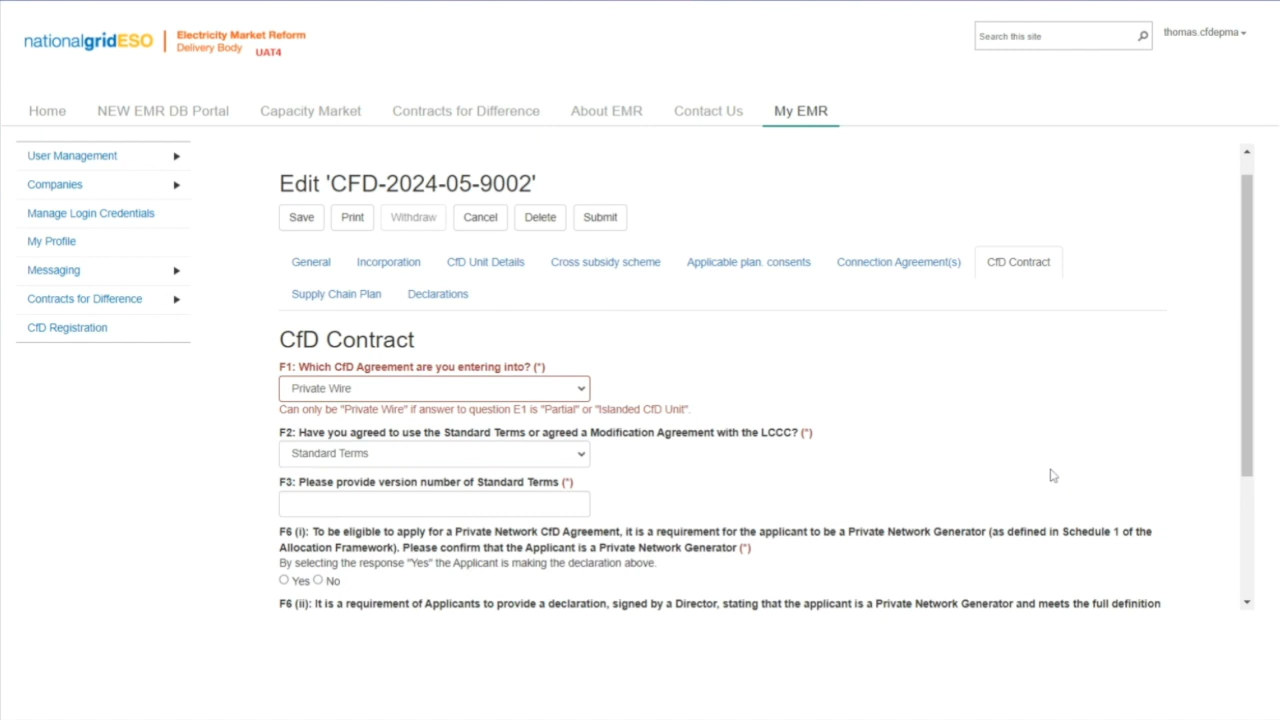 nationalgridESO
Electricity Market Reform
Delivery Body
UAT4
Search this site
thomas.cfdepma
Home
NEW EMR DB Portal
Capacity Market
Contracts for Difference
About EMR
Contact Us
My EMR
User Management
Companies
Manage Login Credentials
My Profile
Messaging
Contracts for Difference
CfD Registration
Edit 'CFD-2024-05-9002'
Save
Print
Withdraw
Cancel
Delete
Submit
General
Incorporation
CfD Unit Details
Cross subsidy scheme
Applicable plan. consents
Connection Agreement(s)
CfD Contract
Supply Chain Plan
Declarations
CfD Contract
F1: Which CfD Agreement are you entering into? (*)
Private Wire
Can only be "Private Wire" if answer to question E1 is "Partial" or "Islanded CfD Unit".
F2: Have you agreed to use the Standard Terms or agreed a Modification Agreement with the LCCC? (*)
Standard Terms
F3: Please provide version number of Standard Terms (*)
F6 (i): To be eligible to apply for a Private Network CfD Agreement, it is a requirement for the applicant to be a Private Network Generator (as defined in Schedule 1 of the
Allocation Framework). Please confirm that the Applicant is a Private Network Generator (*)
By selecting the response "Yes" the Applicant is making the declaration above.
Yes No
F6 (ii): It is a requirement of Applicants to provide a declaration, signed by a Director, stating that the applicant is a Private Network Generator and meets the full definition